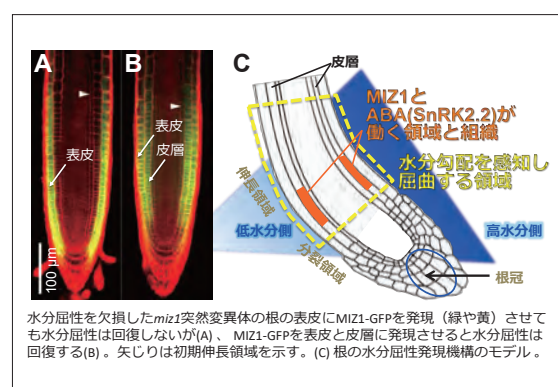 A
B
C
表皮
表皮
皮層
100 μm
皮層
MIZ1と
ABA(SnRK2.2)が
働く領域と組織
水分勾配を感知し
屈曲する領域
伸長領域
低水分側
分裂領域
高水分側
根冠
水分屈性を欠損したmiz1突然変異体の根の表皮にMIZ1-GFPを発現（緑や黄）させて
も水分屈性は回復しないが(A) 、 MIZ1-GFPを表皮と皮層に発現させると水分屈性は
回復する(B) 。矢じりは初期伸長領域を示す。(C) 根の水分屈性発現機構のモデル 。